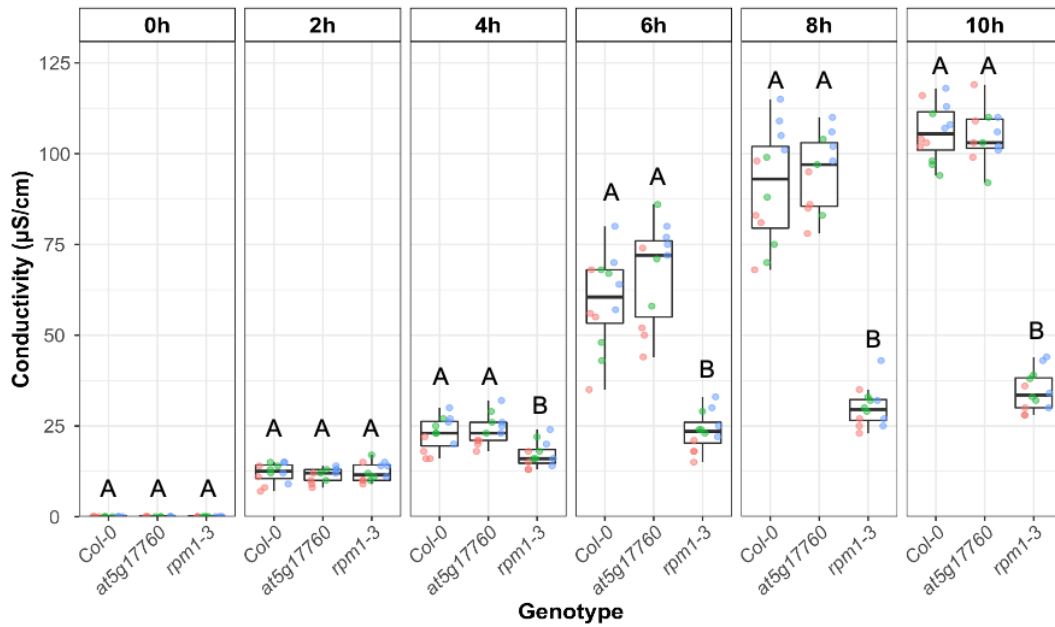 0h 2h 4h 6h 8h 10h
Conductivity (µS/cm)
125
100
75
50
25
0
A A A
A A A
A A B
A A B
A A B
A A B
Col-0 at5g17760 rpm1-3
Col-0 at5g17760 rpm1-3
Col-0 at5g17760 rpm1-3
Col-0 at5g17760 rpm1-3
Col-0 at5g17760 rpm1-3
Col-0 at5g17760 rpm1-3
Genotype